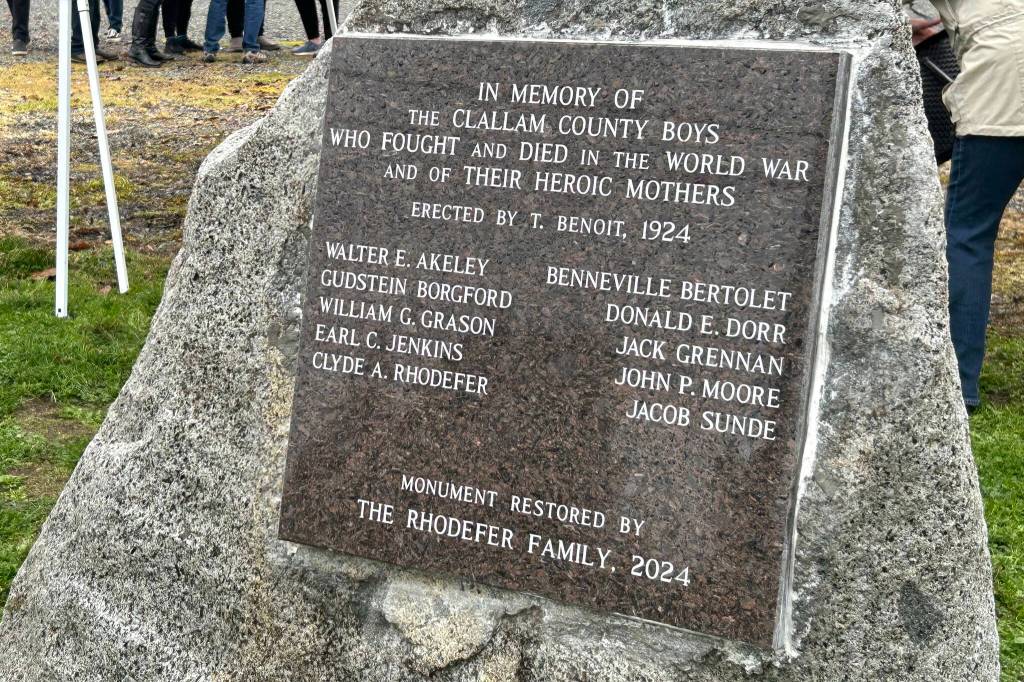 IN MEMORY OF
THE CLALLAM COUNTY BOYS
WHO FOUGHT AND DIED IN THE WORLD WAR
AND OF THEIR HEROIC MOTHERS
ERECTED BY T. BENOIT, 1924
WALTER E. AKELEY
GUDSTEIN BORGFORD
WILLIAM G. GRASON
EARL C. JENKINS
CLYDE A. RHODEFER
BENNEVILLE BERTOLET
DONALD E. DORR
JACK GRENNAN
JOHN P. MOORE
JACOB SUNDE
MONUMENT RESTORED BY
THE RHODEFER FAMILY, 2024